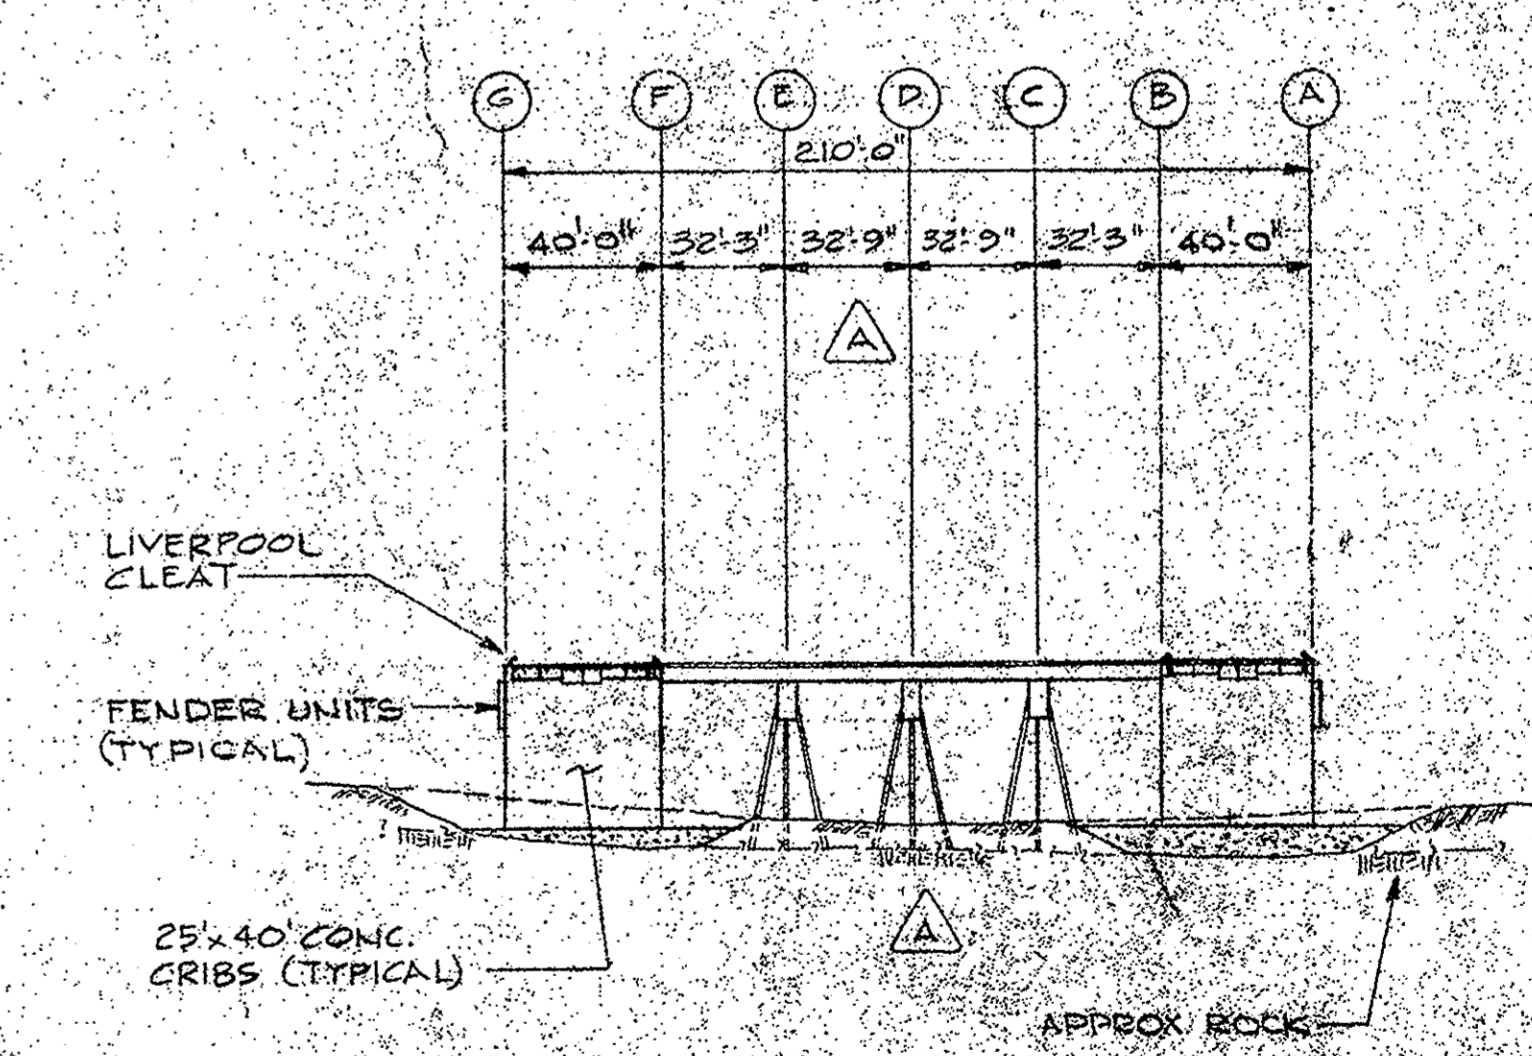 G F E D C B A
210'-0"
40'-0" 32'-3" 32'-9" 32'-9" 32'-3" 40'-0"
A
LIVERPOOL
CLEAT
FENDER UNITS
(TYPICAL)
25'x40' CONC.
CRIBS (TYPICAL)
A
APPROX ROCK